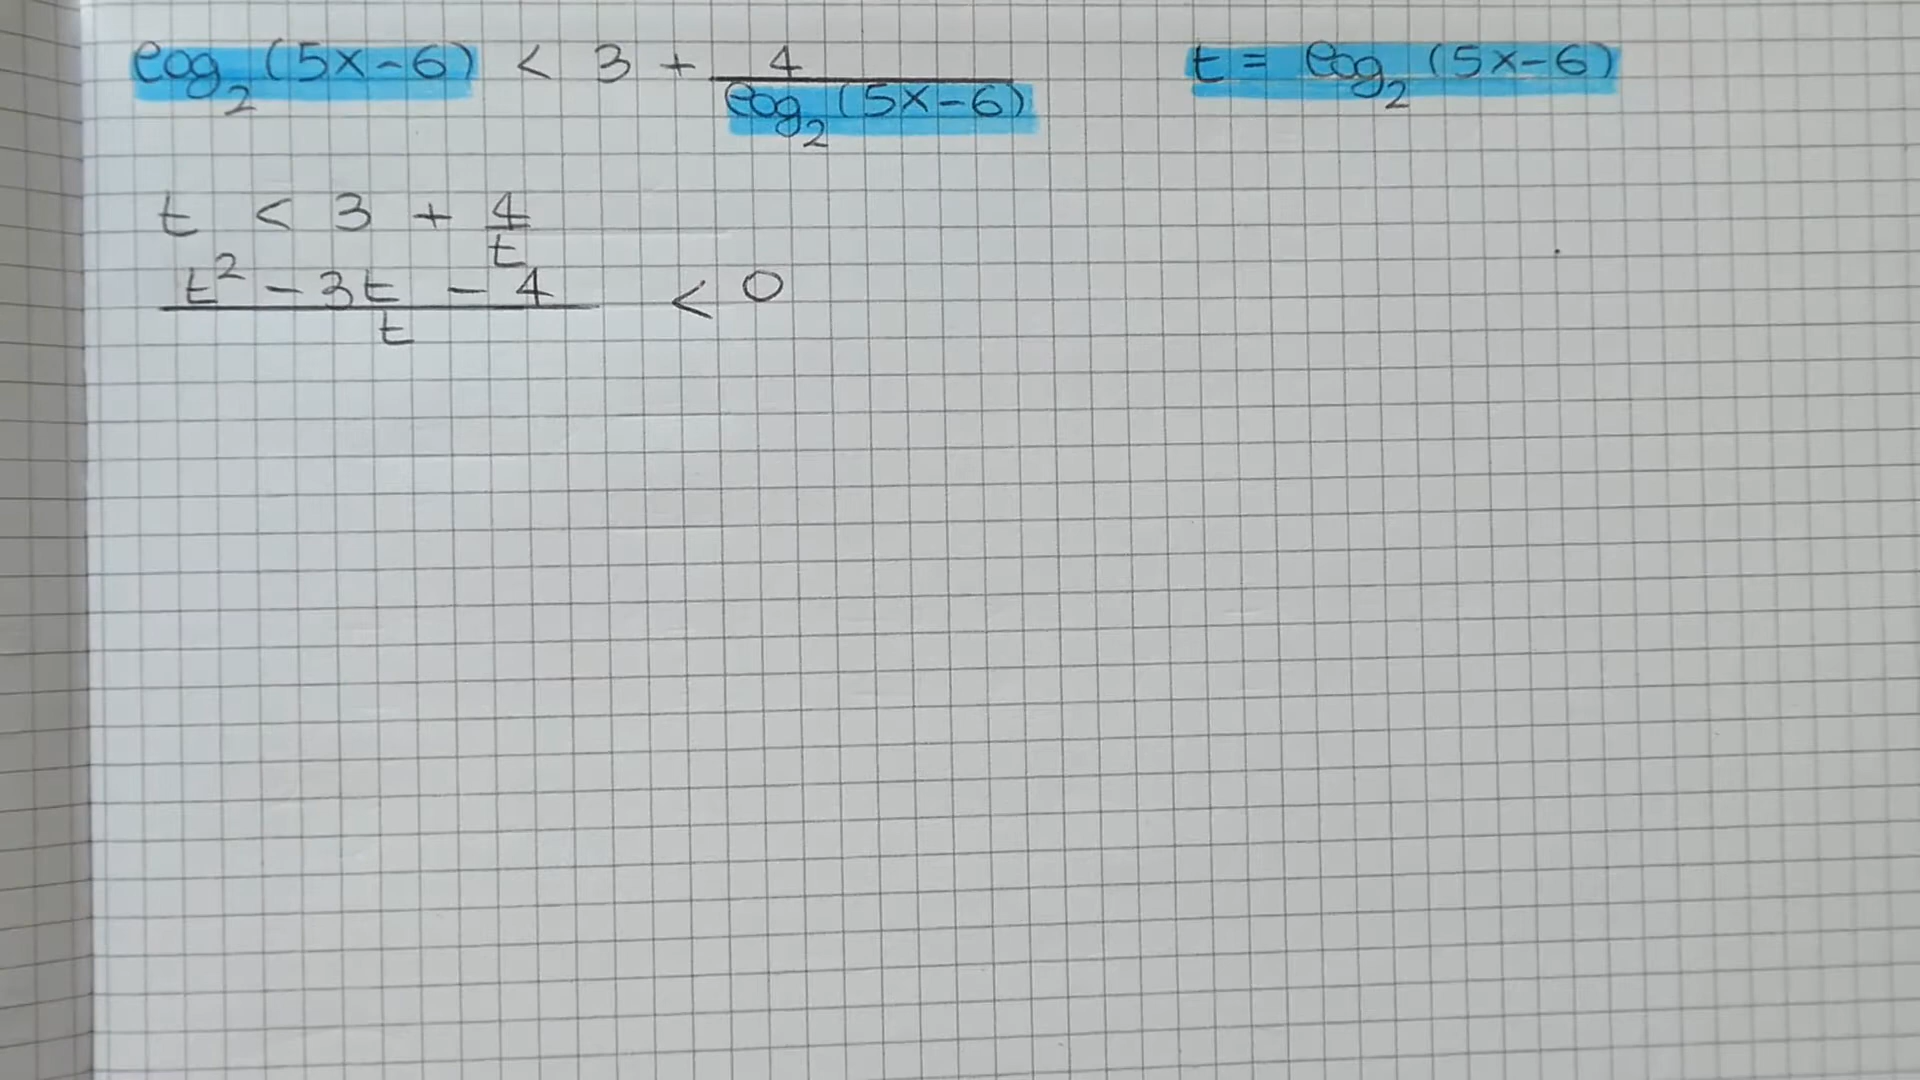 log₂(5x-6) < 3 + 4/log₂(5x-6)
t = log₂(5x-6)
t < 3 + 4/t
(t² - 3t - 4)/t < 0